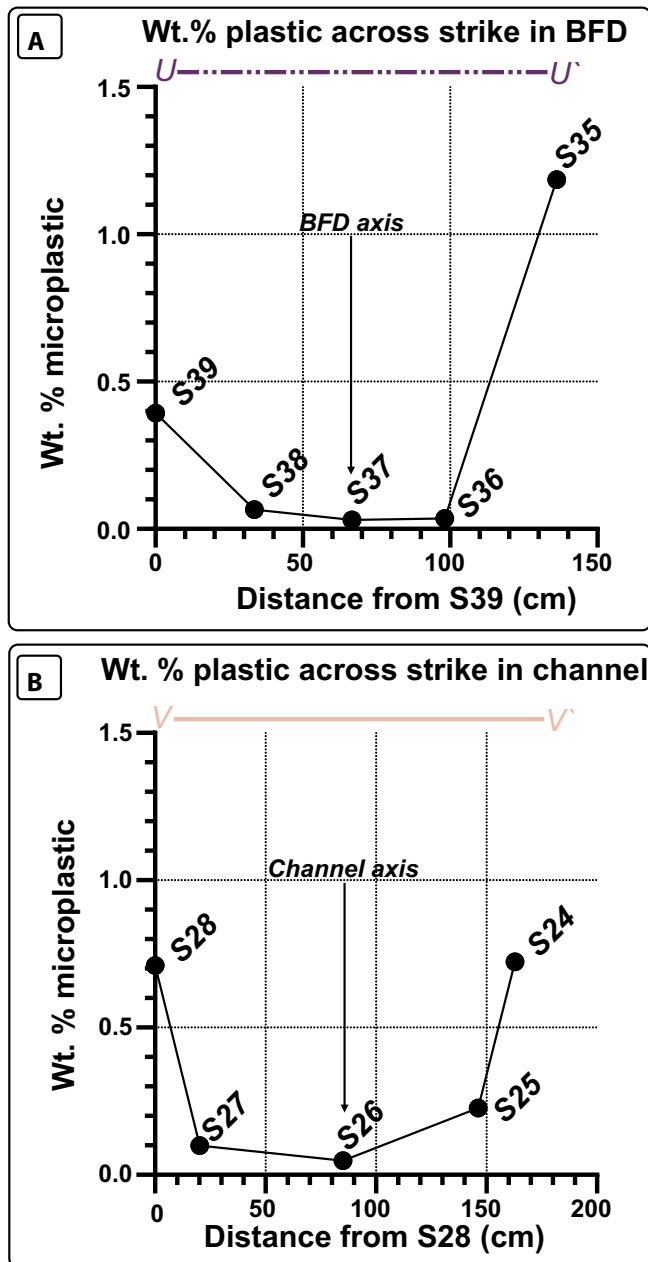 A
Wt.% plastic across strike in BFD
U U`
1.5
1.0
0.5
0.0
Wt. % microplastic
BFD axis
S39
S38
S37
S36
S35
0 50 100 150
Distance from S39 (cm)
B
Wt. % plastic across strike in channel
V V`
1.5
1.0
0.5
0.0
Wt. % microplastic
Channel axis
S28
S27
S26
S25
S24
0 50 100 150 200
Distance from S28 (cm)